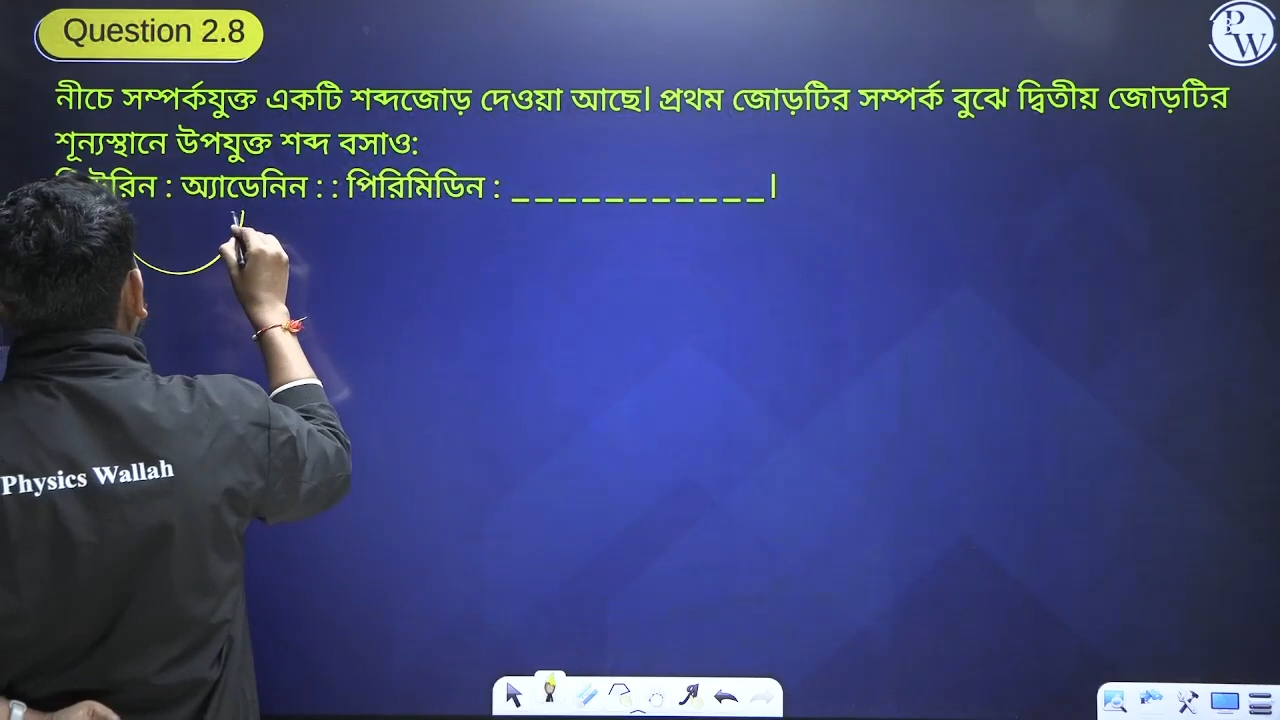 Question 2.8
PW
নীচে সম্পর্কযুক্ত একটি শব্দজোড় দেওয়া আছে। প্রথম জোড়টির সম্পর্ক বুঝে দ্বিতীয় জোড়টির
শূন্যস্থানে উপযুক্ত শব্দ বসাও:
: অ্যাডেনিন : : পিরিমিডিন : _ _ _ _ _ _ _ _ _ _ _।
Physics Wallah